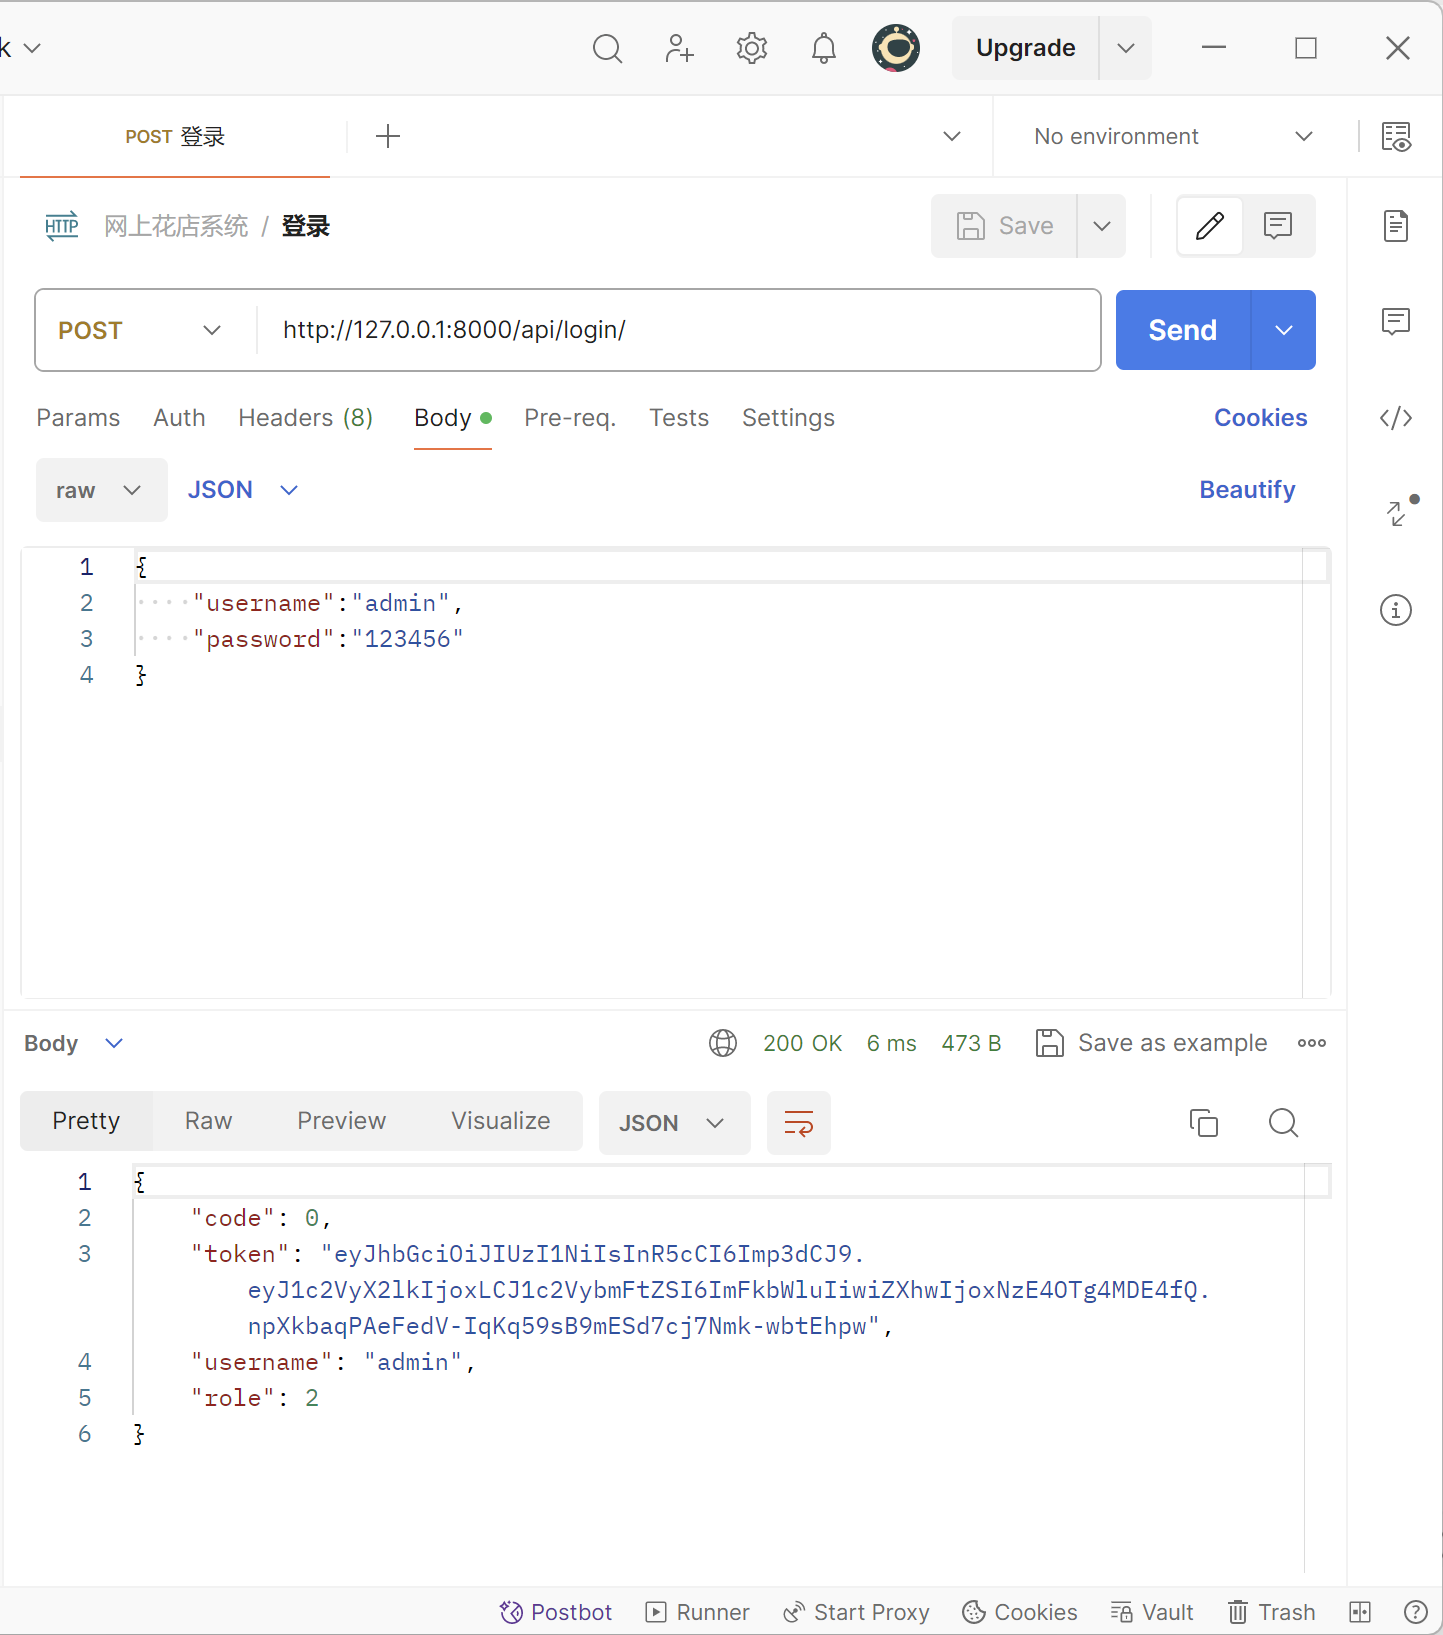 k
Upgrade
POST 登录
No environment
HTTP 网上花店系统 / 登录
Save
POST
http://127.0.0.1:8000/api/login/
Send
Params Auth Headers (8) Body Pre-req. Tests Settings Cookies
raw JSON Beautify
1 {
2 ····"username":"admin",
3 ····"password":"123456"
4 }
Body 200 OK 6 ms 473 B Save as example
Pretty Raw Preview Visualize JSON
1 {
2 "code": 0,
3 "token": "eyJhbGciOiJIUzI1NiIsInR5cCI6Imp3dCJ9.
eyJ1c2VyX2lkIjoxLCJ1c2VybmFtZSI6ImFkbWluIiwiZXhwIjoxNzE4OTg4MDE4fQ.
npXkbaqPAeFedV-IqKq59sB9mESd7cj7Nmk-wbtEhpw",
4 "username": "admin",
5 "role": 2
6 }
Postbot Runner Start Proxy Cookies Vault Trash